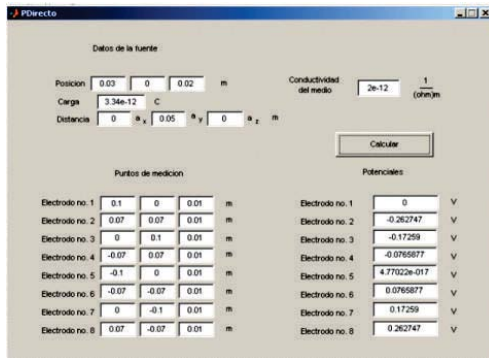 PDirecto
Datos de la fuente
Posicion 0.03 0 0.02 m
Carga 3.34e-12 C
Distancia 0 a x 0.05 a y 0 a z m
Conductividad del medio 2e-12 1 (ohm)m
Calcular
Puntos de medicion
Electrodo no. 1 0.1 0 0.01 m
Electrodo no. 2 0.07 0.07 0.01 m
Electrodo no. 3 0 0.1 0.01 m
Electrodo no. 4 -0.07 0.07 0.01 m
Electrodo no. 5 -0.1 0 0.01 m
Electrodo no. 6 -0.07 -0.07 0.01 m
Electrodo no. 7 0 -0.1 0.01 m
Electrodo no. 8 0.07 -0.07 0.01 m
Potenciales
Electrodo no. 1 0 V
Electrodo no. 2 -0.262747 V
Electrodo no. 3 -0.17259 V
Electrodo no. 4 -0.0765877 V
Electrodo no. 5 4.77022e-017 V
Electrodo no. 6 0.0765877 V
Electrodo no. 7 0.17259 V
Electrodo no. 8 0.262747 V